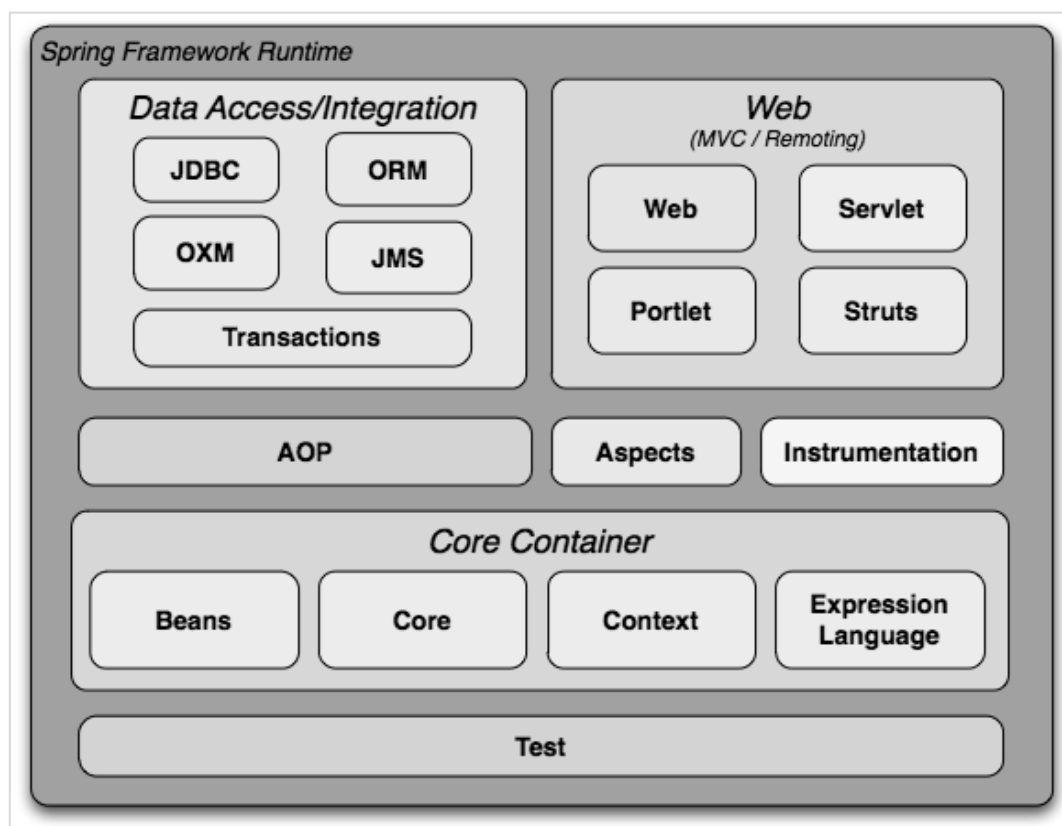 Spring Framework Runtime
Data Access/Integration
JDBC
ORM
OXM
JMS
Transactions
Web
(MVC / Remoting)
Web
Servlet
Portlet
Struts
AOP
Aspects
Instrumentation
Core Container
Beans
Core
Context
Expression
Language
Test